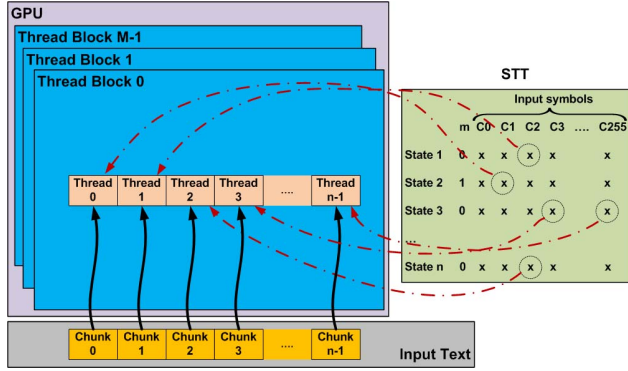 GPU
Thread Block M-1
Thread Block 1
Thread Block 0
STT
Input symbols
m C0 C1 C2 C3 .... C255
State 1 0 x x x x x
State 2 1 x x x x x
State 3 0 x x x x x
...
State n 0 x x x x x
Thread Thread Thread Thread Thread
0 1 2 3 .... n-1
Chunk Chunk Chunk Chunk Chunk
0 1 2 3 .... n-1
Input Text